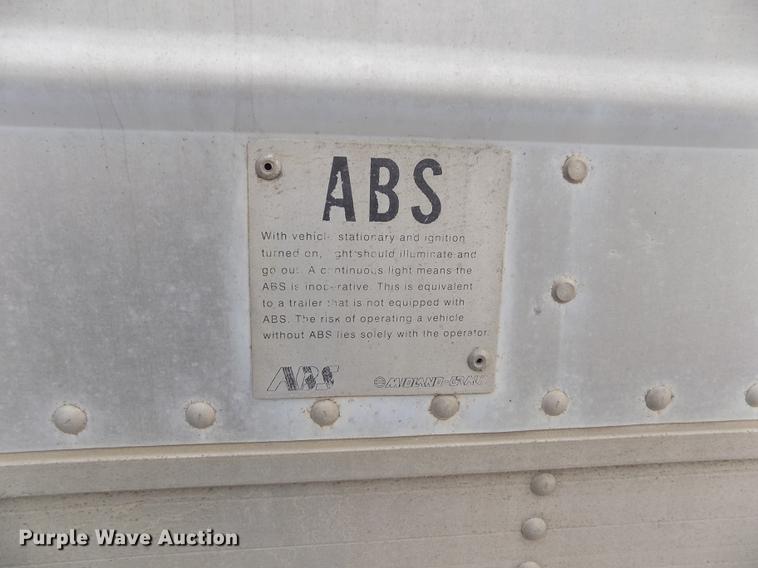 ABS
With vehicle stationary and ignition
turned on, light should illuminate and
go out. A continuous light means the
ABS is inoperative. This is equivalent
to a trailer that is not equipped with
ABS. The risk of operating a vehicle
without ABS lies solely with the operator.
ABS MIDLAND-GRAU
Purple Wave Auction